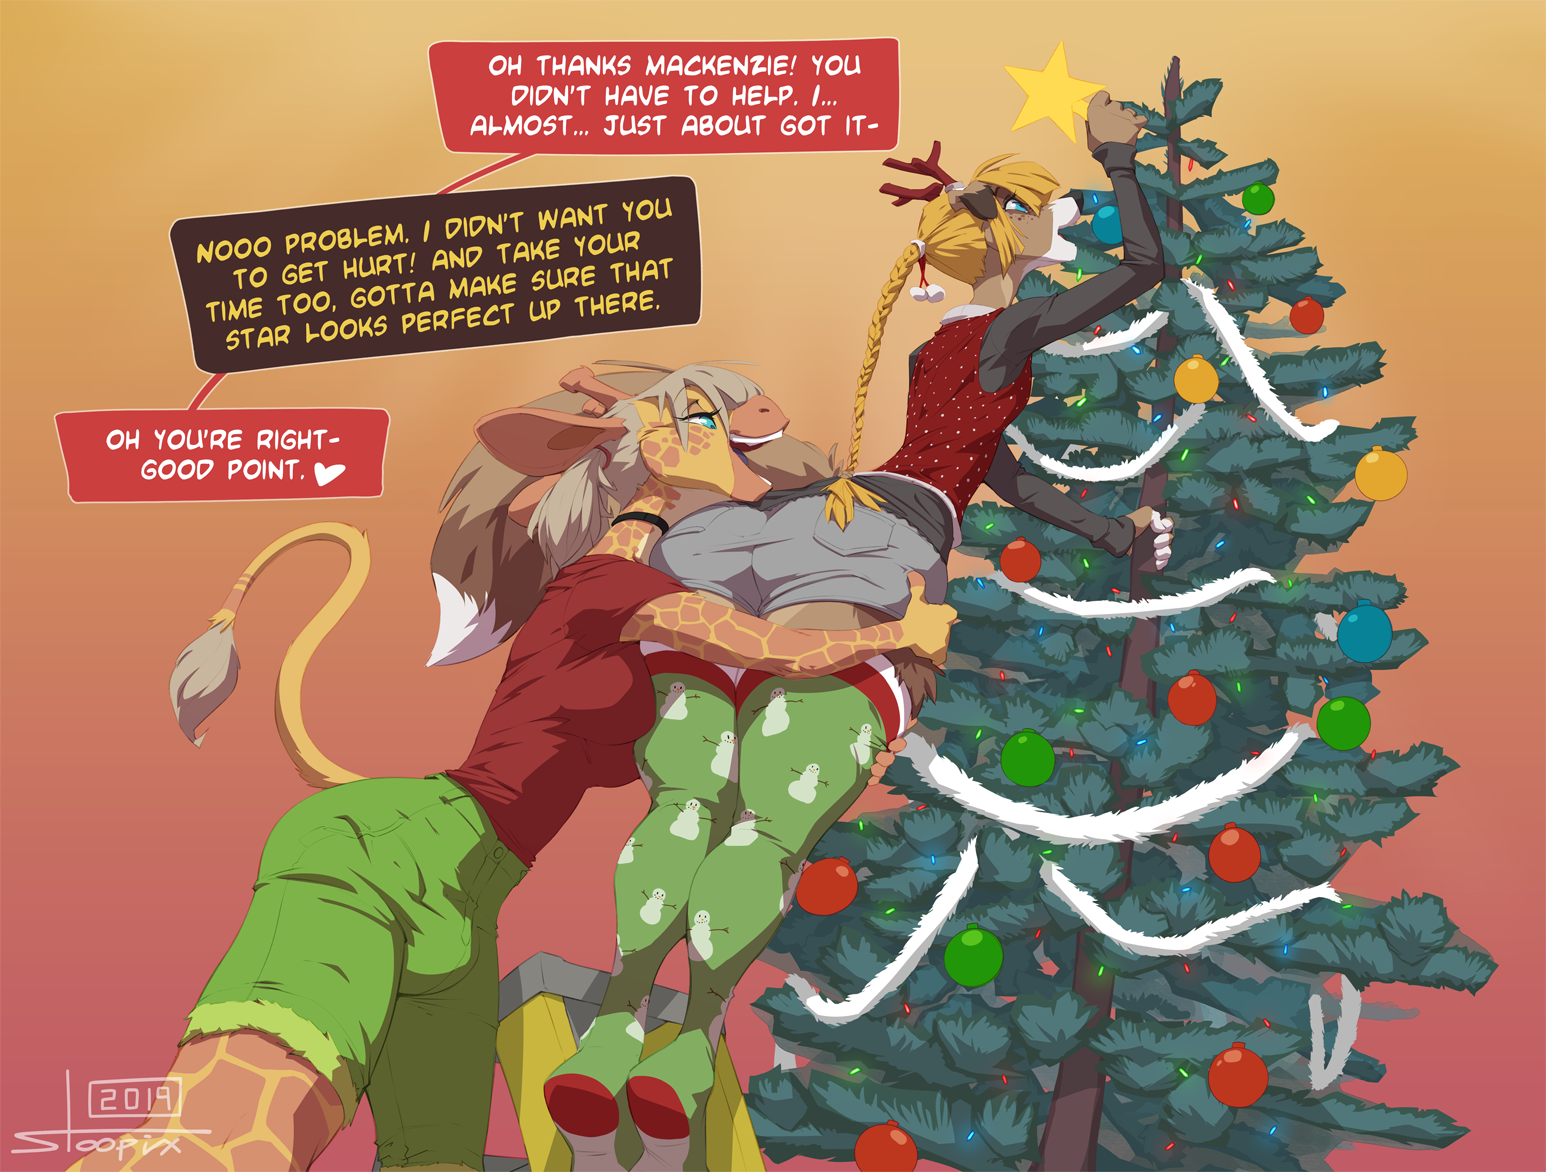 OH THANKS MACKENZIE! YOU
DIDN'T HAVE TO HELP. I...
ALMOST... JUST ABOUT GOT IT-
NOOO PROBLEM. I DIDN'T WANT YOU
TO GET HURT! AND TAKE YOUR
TIME TOO, GOTTA MAKE SURE THAT
STAR LOOKS PERFECT UP THERE.
OH YOU'RE RIGHT-
GOOD POINT. ♥
2019
Stoopix